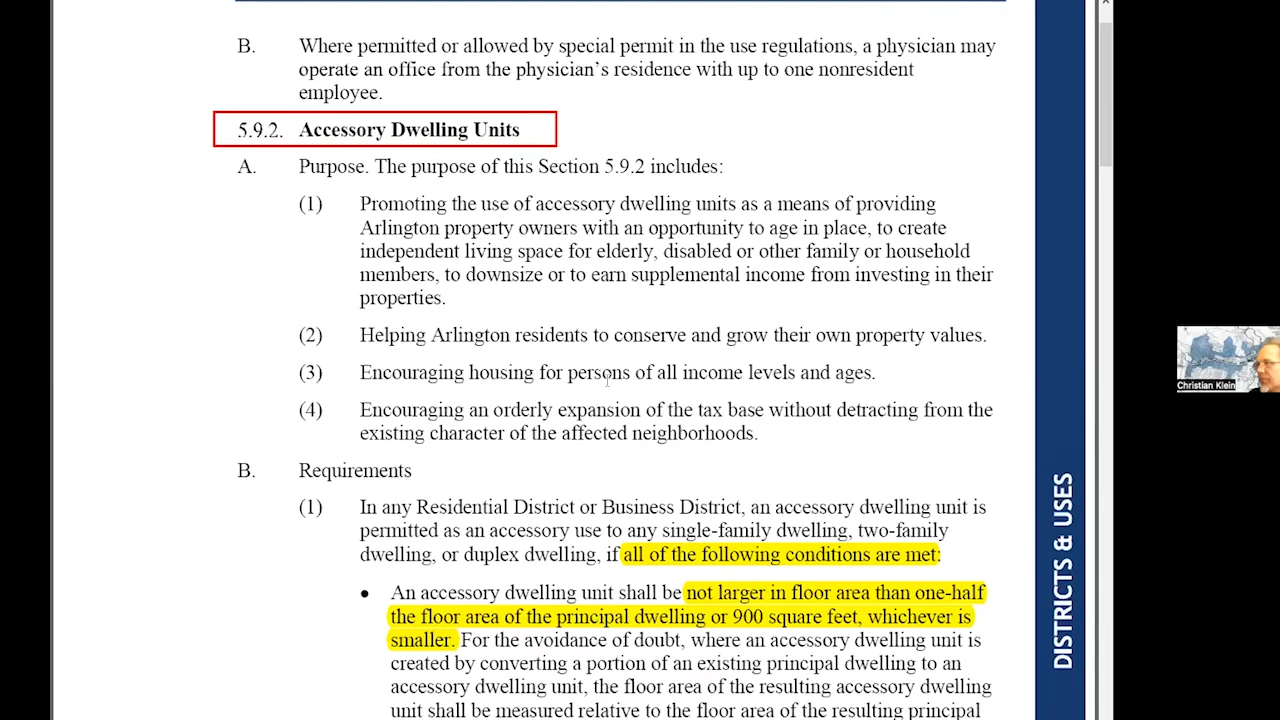 B. Where permitted or allowed by special permit in the use regulations, a physician may
operate an office from the physician's residence with up to one nonresident
employee.
5.9.2. Accessory Dwelling Units
A. Purpose. The purpose of this Section 5.9.2 includes:
(1) Promoting the use of accessory dwelling units as a means of providing
Arlington property owners with an opportunity to age in place, to create
independent living space for elderly, disabled or other family or household
members, to downsize or to earn supplemental income from investing in their
properties.
(2) Helping Arlington residents to conserve and grow their own property values.
(3) Encouraging housing for persons of all income levels and ages.
(4) Encouraging an orderly expansion of the tax base without detracting from the
existing character of the affected neighborhoods.
B. Requirements
(1) In any Residential District or Business District, an accessory dwelling unit is
permitted as an accessory use to any single-family dwelling, two-family
dwelling, or duplex dwelling, if all of the following conditions are met:
• An accessory dwelling unit shall be not larger in floor area than one-half
the floor area of the principal dwelling or 900 square feet, whichever is
smaller. For the avoidance of doubt, where an accessory dwelling unit is
created by converting a portion of an existing principal dwelling to an
accessory dwelling unit, the floor area of the resulting accessory dwelling
unit shall be measured relative to the floor area of the resulting principal
DISTRICTS & USES
Christian Klein